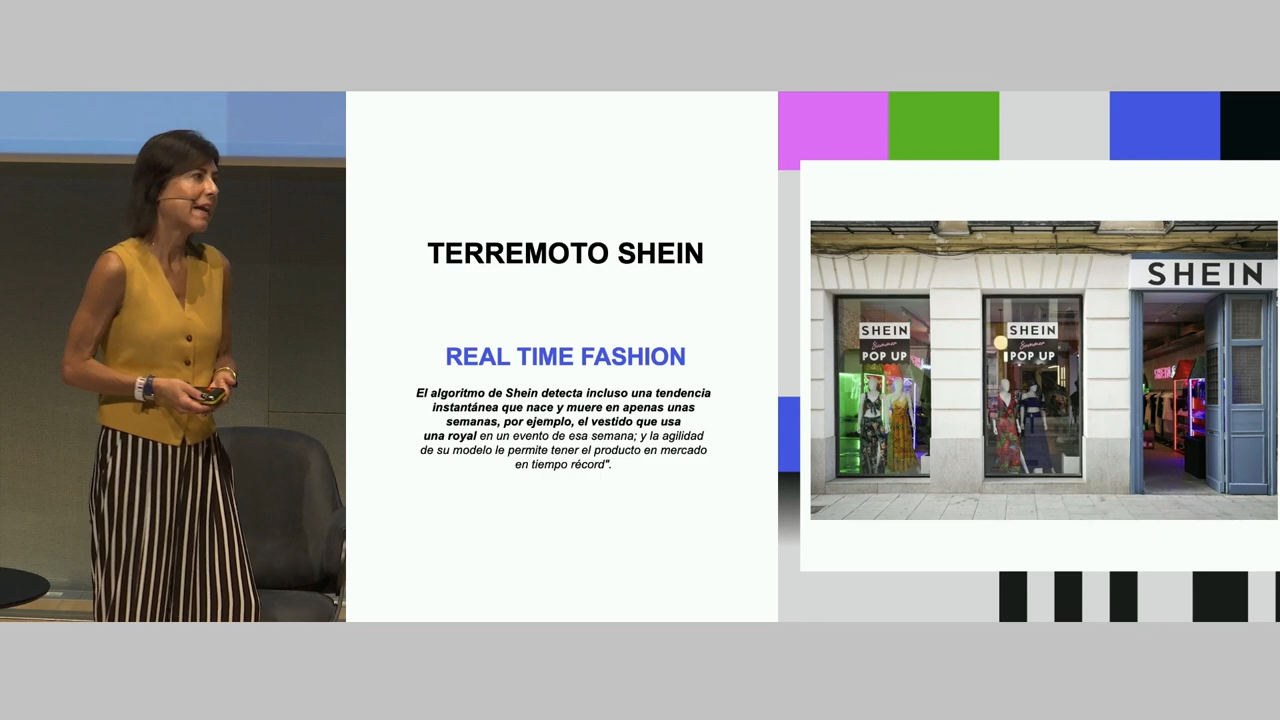 TERREMOTO SHEIN
REAL TIME FASHION
El algoritmo de Shein detecta incluso una tendencia
instantánea que nace y muere en apenas unas
semanas, por ejemplo, el vestido que usa
una royal en un evento de esa semana; y la agilidad
de su modelo le permite tener el producto en mercado
en tiempo récord".
SHEIN
SHEIN
Summer
POP UP
SHEIN
Summer
POP UP
SHEIN